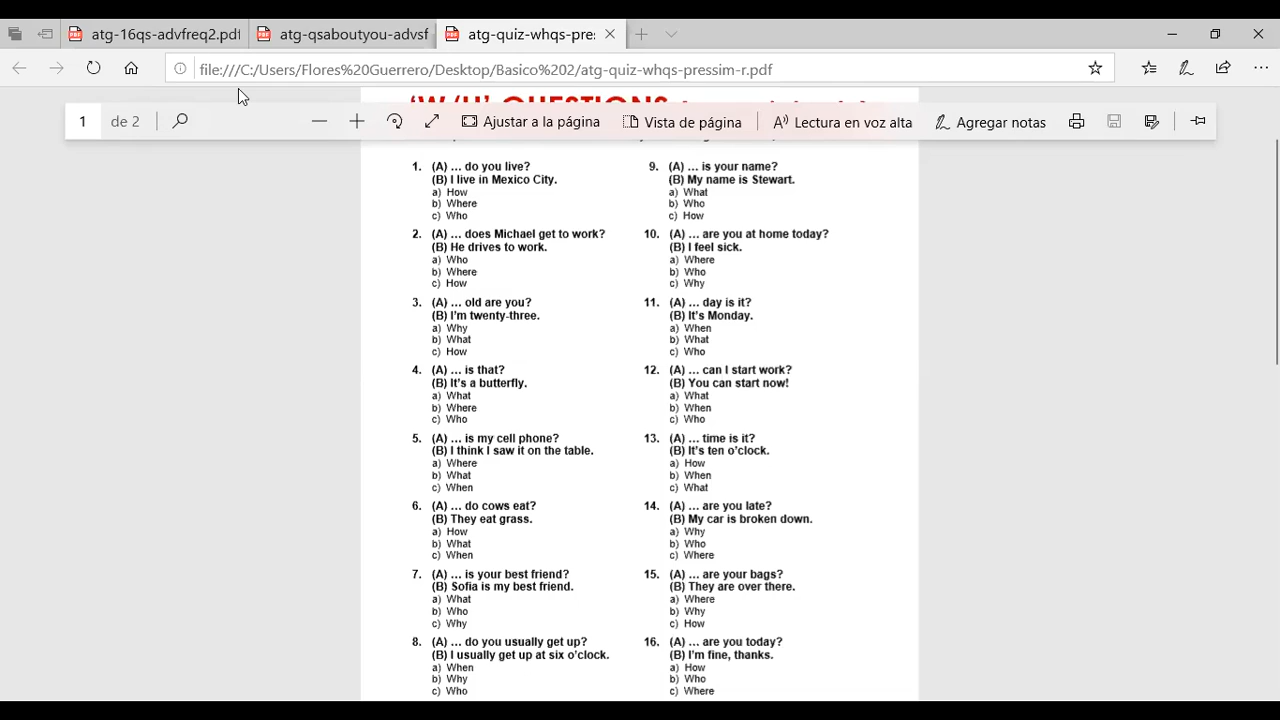 atg-16qs-advfreq2.pdf
atg-qsaboutyou-advsf
atg-quiz-whqs-pres:
file:///C:/Users/Flores%20Guerrero/Desktop/Basico%202/atg-quiz-whqs-pressim-r.pdf
1 de 2
Ajustar a la página
Vista de página
Lectura en voz alta
Agregar notas
QUESTIONS
1. (A) ... do you live?
(B) I live in Mexico City.
a) How
b) Where
c) Who
2. (A) ... does Michael get to work?
(B) He drives to work.
a) Who
b) Where
c) How
3. (A) ... old are you?
(B) I'm twenty-three.
a) Why
b) What
c) How
4. (A) ... is that?
(B) It's a butterfly.
a) What
b) Where
c) Who
5. (A) ... is my cell phone?
(B) I think I saw it on the table.
a) Where
b) What
c) When
6. (A) ... do cows eat?
(B) They eat grass.
a) How
b) What
c) When
7. (A) ... is your best friend?
(B) Sofia is my best friend.
a) What
b) Who
c) Why
8. (A) ... do you usually get up?
(B) I usually get up at six o'clock.
a) When
b) Why
c) Who
9. (A) ... is your name?
(B) My name is Stewart.
a) What
b) Who
c) How
10. (A) ... are you at home today?
(B) I feel sick.
a) Where
b) Who
c) Why
11. (A) ... day is it?
(B) It's Monday.
a) When
b) What
c) Who
12. (A) ... can I start work?
(B) You can start now!
a) What
b) When
c) Who
13. (A) ... time is it?
(B) It's ten o'clock.
a) How
b) When
c) What
14. (A) ... are you late?
(B) My car is broken down.
a) Why
b) Who
c) Where
15. (A) ... are your bags?
(B) They are over there.
a) Where
b) Why
c) How
16. (A) ... are you today?
(B) I'm fine, thanks.
a) How
b) Who
c) Where